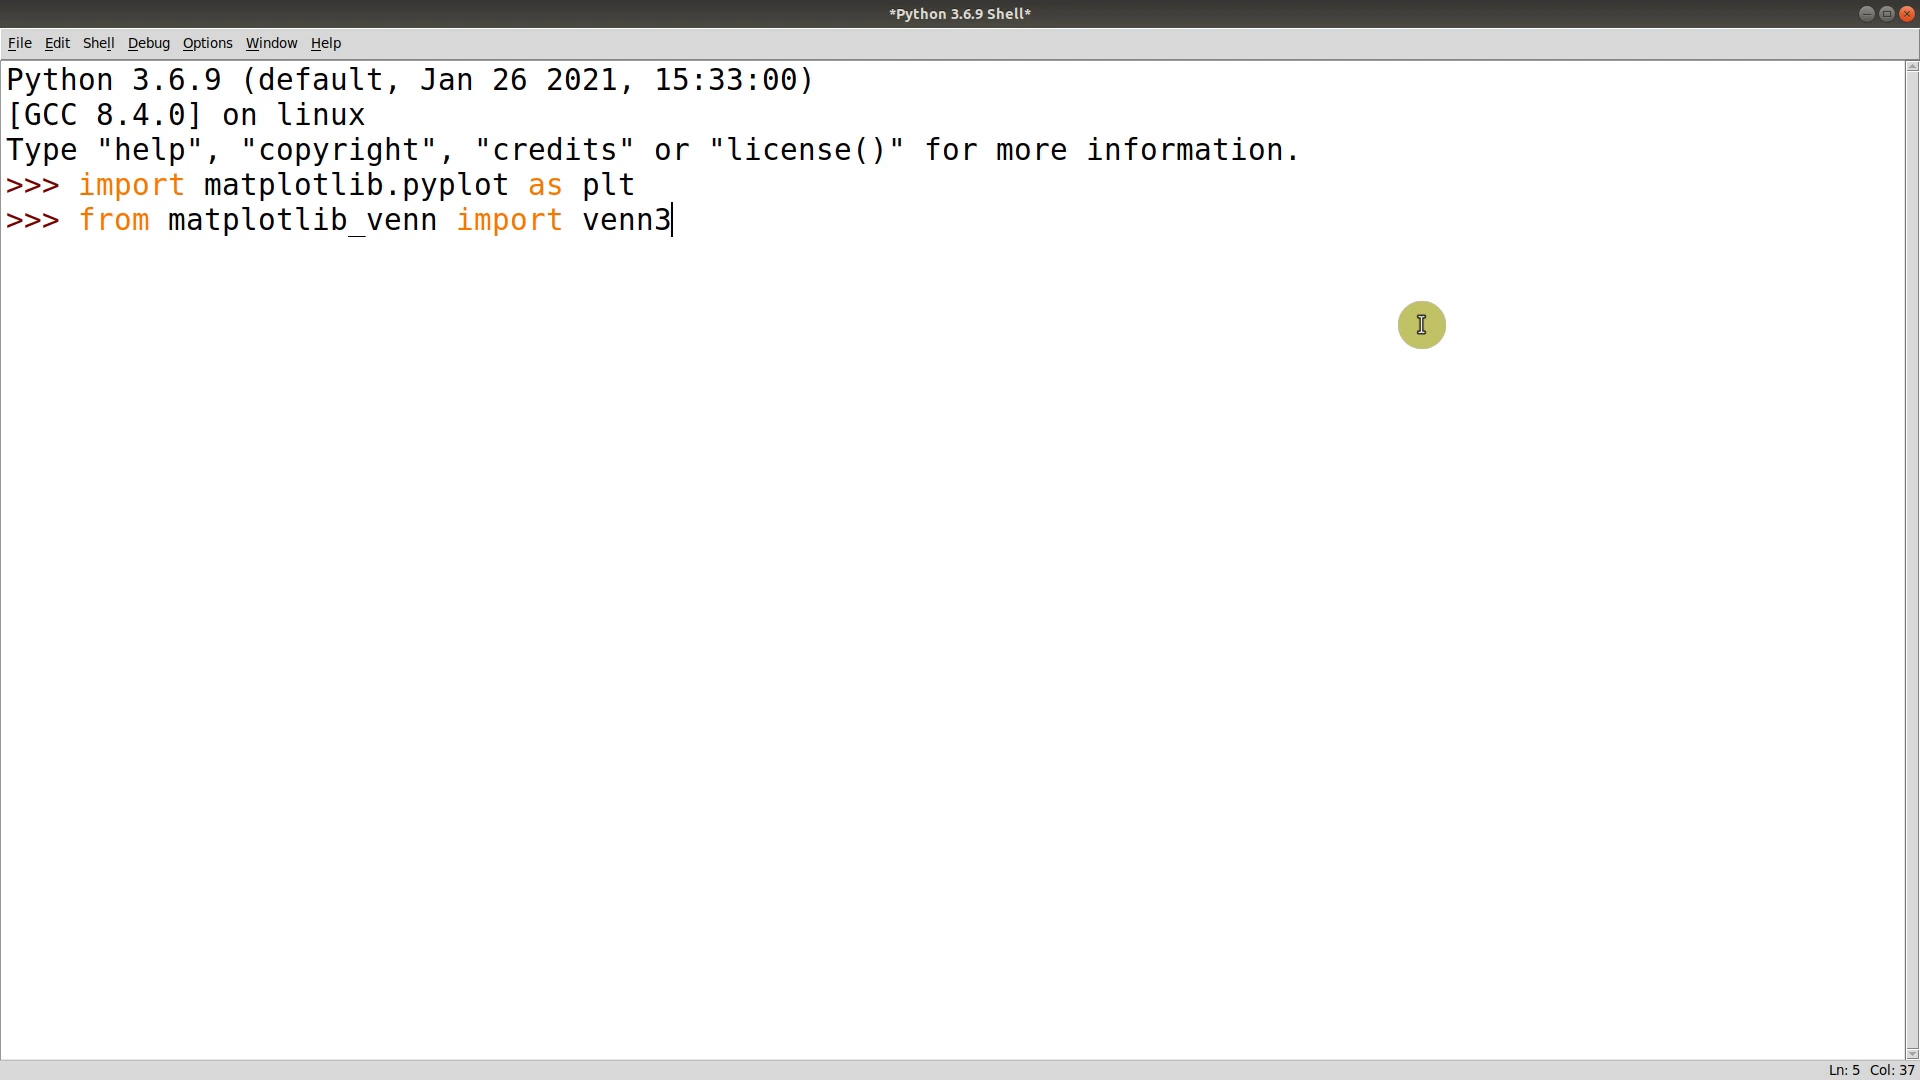 *Python 3.6.9 Shell*
File Edit Shell Debug Options Window Help
Python 3.6.9 (default, Jan 26 2021, 15:33:00)
[GCC 8.4.0] on linux
Type "help", "copyright", "credits" or "license()" for more information.
>>> import matplotlib.pyplot as plt
>>> from matplotlib_venn import venn3
Ln: 5 Col: 37